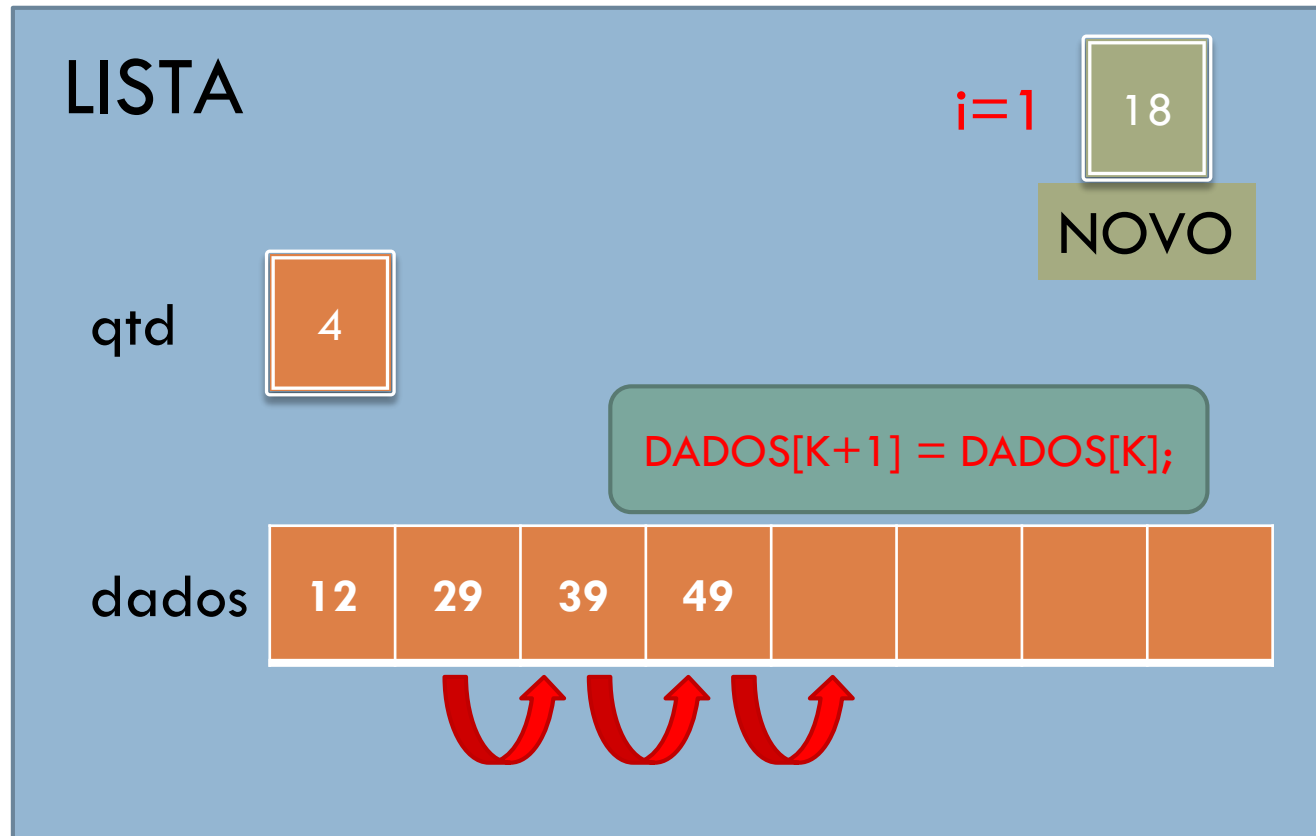 LISTA
i=1
18
NOVO
qtd
4
DADOS[K+1] = DADOS[K];
dados 12 29 39 49